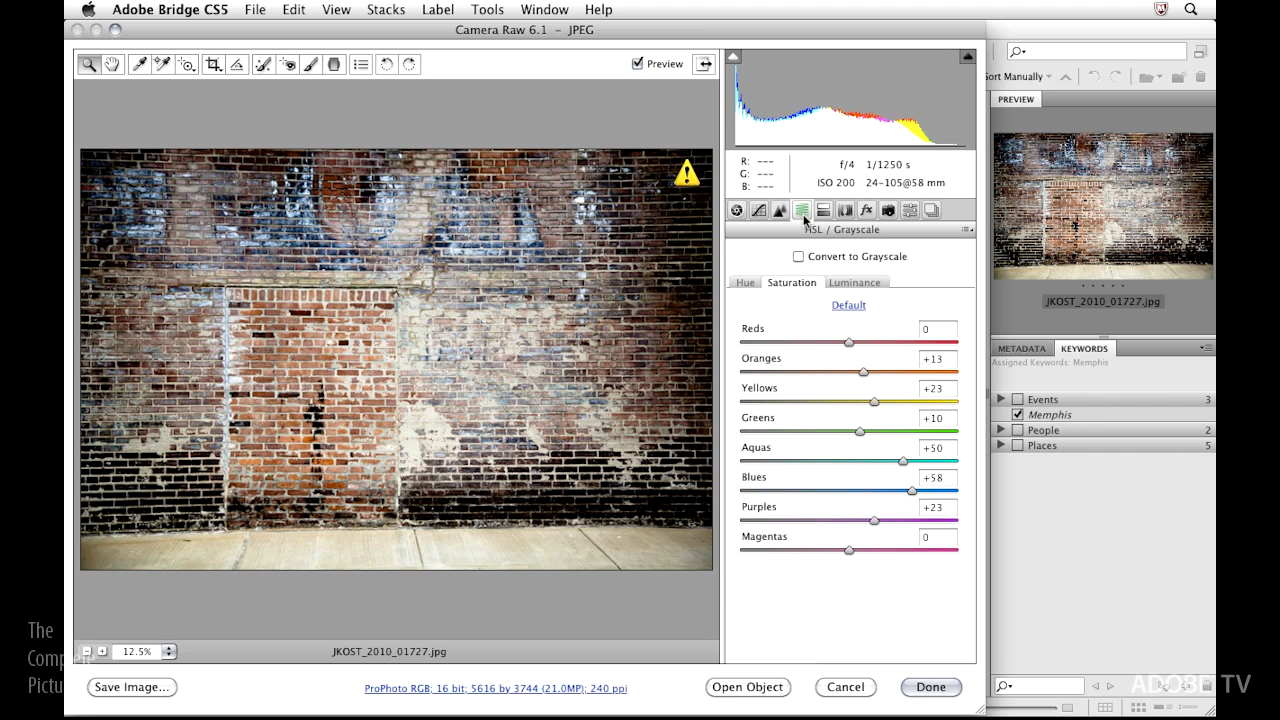 Adobe Bridge CS5 File Edit View Stacks Label Tools Window Help
Camera Raw 6.1 – JPEG
Preview
R: ---
G: ---
B: ---
f/4 1/1250 s
ISO 200 24-105@58 mm
HSL / Grayscale
Convert to Grayscale
Hue Saturation Luminance
Default
Reds 0
Oranges +13
Yellows +23
Greens +10
Aquas +50
Blues +58
Purples +23
Magentas 0
12.5%
JKOST_2010_01727.jpg
Save Image...
ProPhoto RGB; 16 bit; 5616 by 3744 (21.0MP); 240 ppi
Open Object Cancel Done
Sort Manually
PREVIEW
JKOST_2010_01727.jpg
METADATA KEYWORDS
Assigned Keywords: Memphis
Events 3
Memphis
People 2
Places 5
The
Complete
Pictu
ADOBE TV